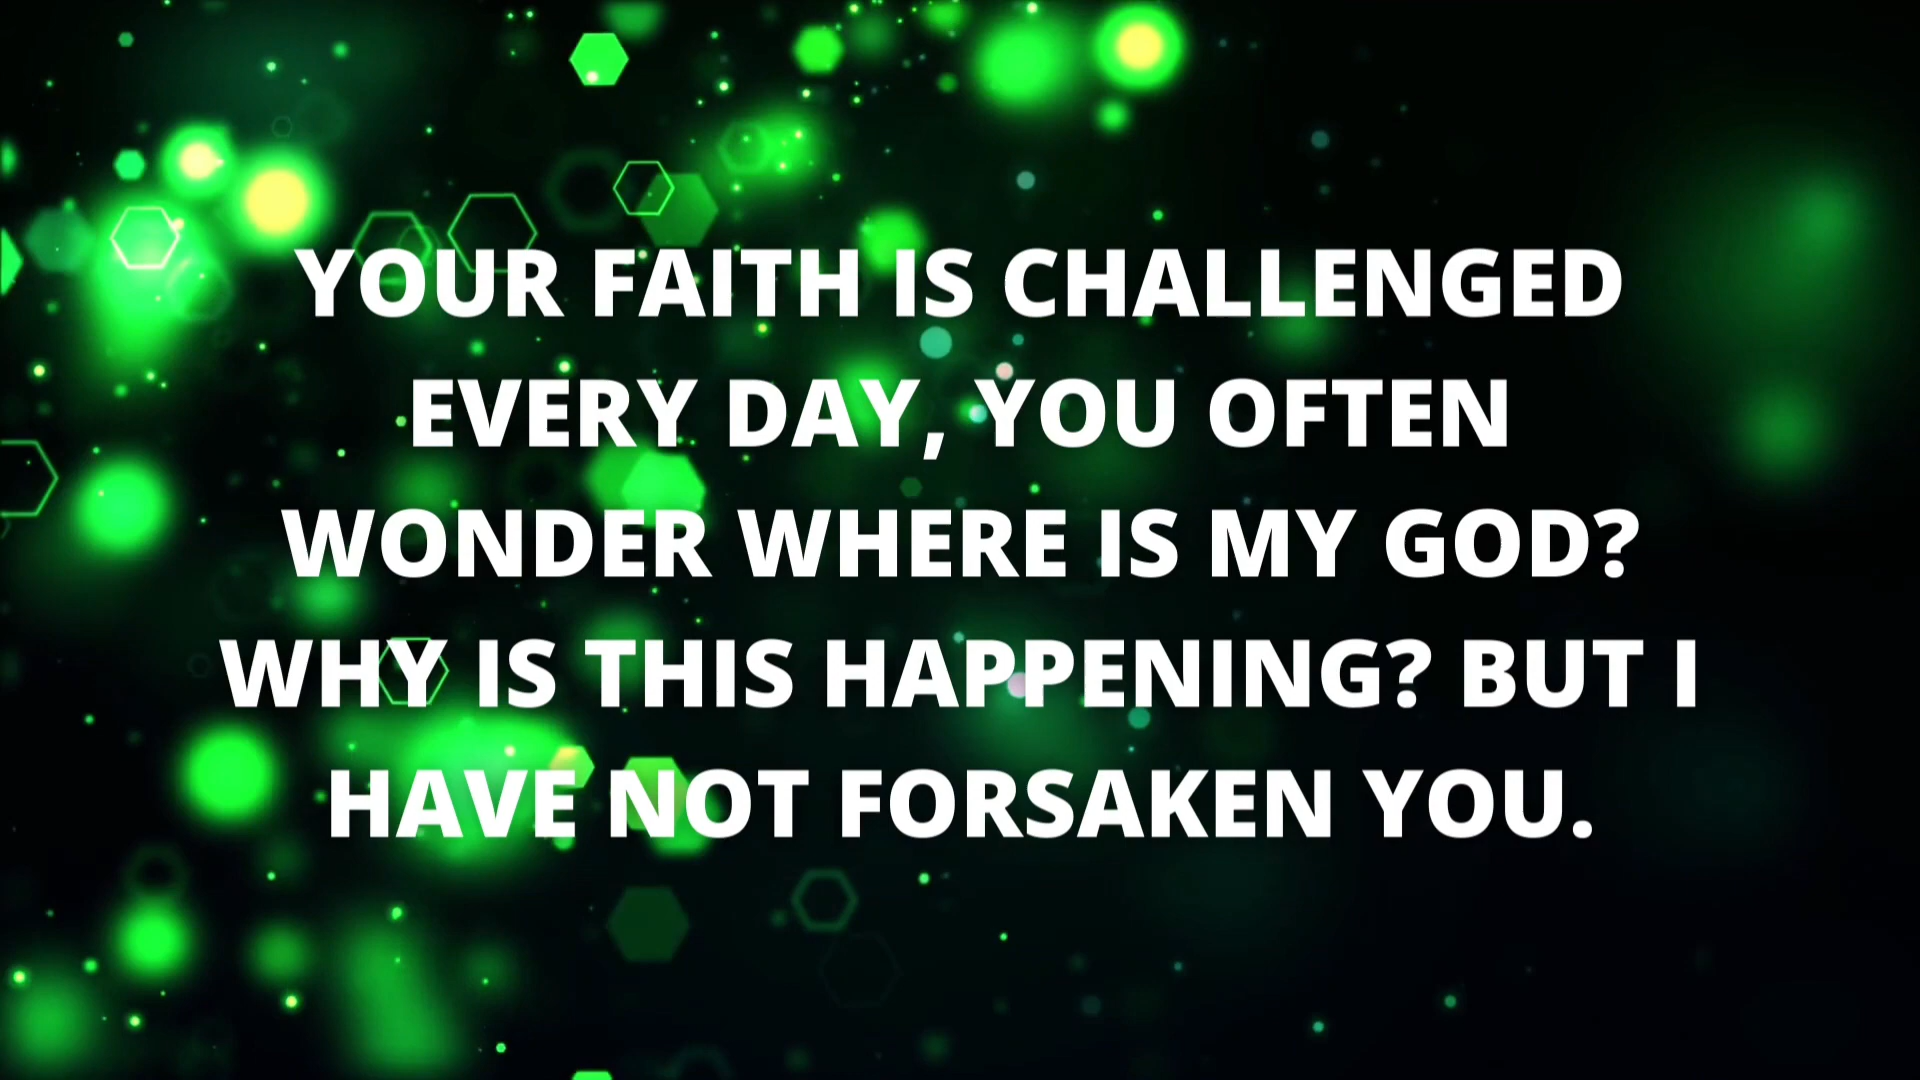 YOUR FAITH IS CHALLENGED
EVERY DAY, YOU OFTEN
WONDER WHERE IS MY GOD?
WHY IS THIS HAPPENING? BUT I
HAVE NOT FORSAKEN YOU.